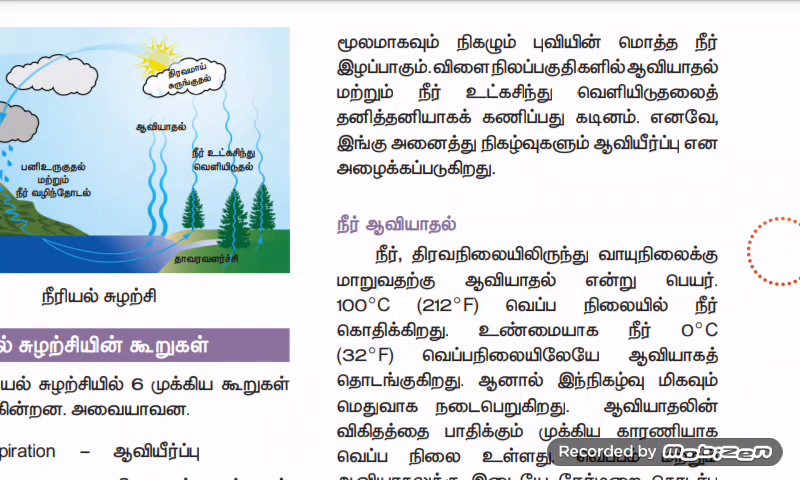 திரவமாய்
சுருங்குதல்
ஆவியாதல்
நீர் உட்கசிந்து
வெளியிடுதல்
பனிஉருகுதல்
மற்றும்
நீர் வழிந்தோடல்
தாவரவளர்ச்சி
நீரியல் சுழற்சி
சுழற்சியின் கூறுகள்
சுழற்சியில் 6 முக்கிய கூறுகள்
அவையாவன.
– ஆவியீர்ப்பு
மூலமாகவும் நிகழும் புவியின் மொத்த நீர்
இழப்பாகும்.விளைநிலப்பகுதிகளில் ஆவியாதல்
மற்றும் நீர் உட்கசிந்து வெளியிடுதலைத்
தனித்தனியாகக் கணிப்பது கடினம். எனவே,
இங்கு அனைத்து நிகழ்வுகளும் ஆவியீர்ப்பு என
அழைக்கப்படுகிறது.
நீர் ஆவியாதல்
நீர், திரவநிலையிலிருந்து வாயுநிலைக்கு
மாறுவதற்கு ஆவியாதல் என்று பெயர்.
100°C (212°F) வெப்ப நிலையில் நீர்
கொதிக்கிறது. உண்மையாக நீர் 0°C
(32°F) வெப்பநிலையிலேயே ஆவியாகத்
தொடங்குகிறது. ஆனால் இந்நிகழ்வு மிகவும்
மெதுவாக நடைபெறுகிறது. ஆவியாதலின்
விகிதத்தை பாதிக்கும் முக்கிய காரணியாக
வெப்ப நிலை உள்ளது.
Recorded by mobizen